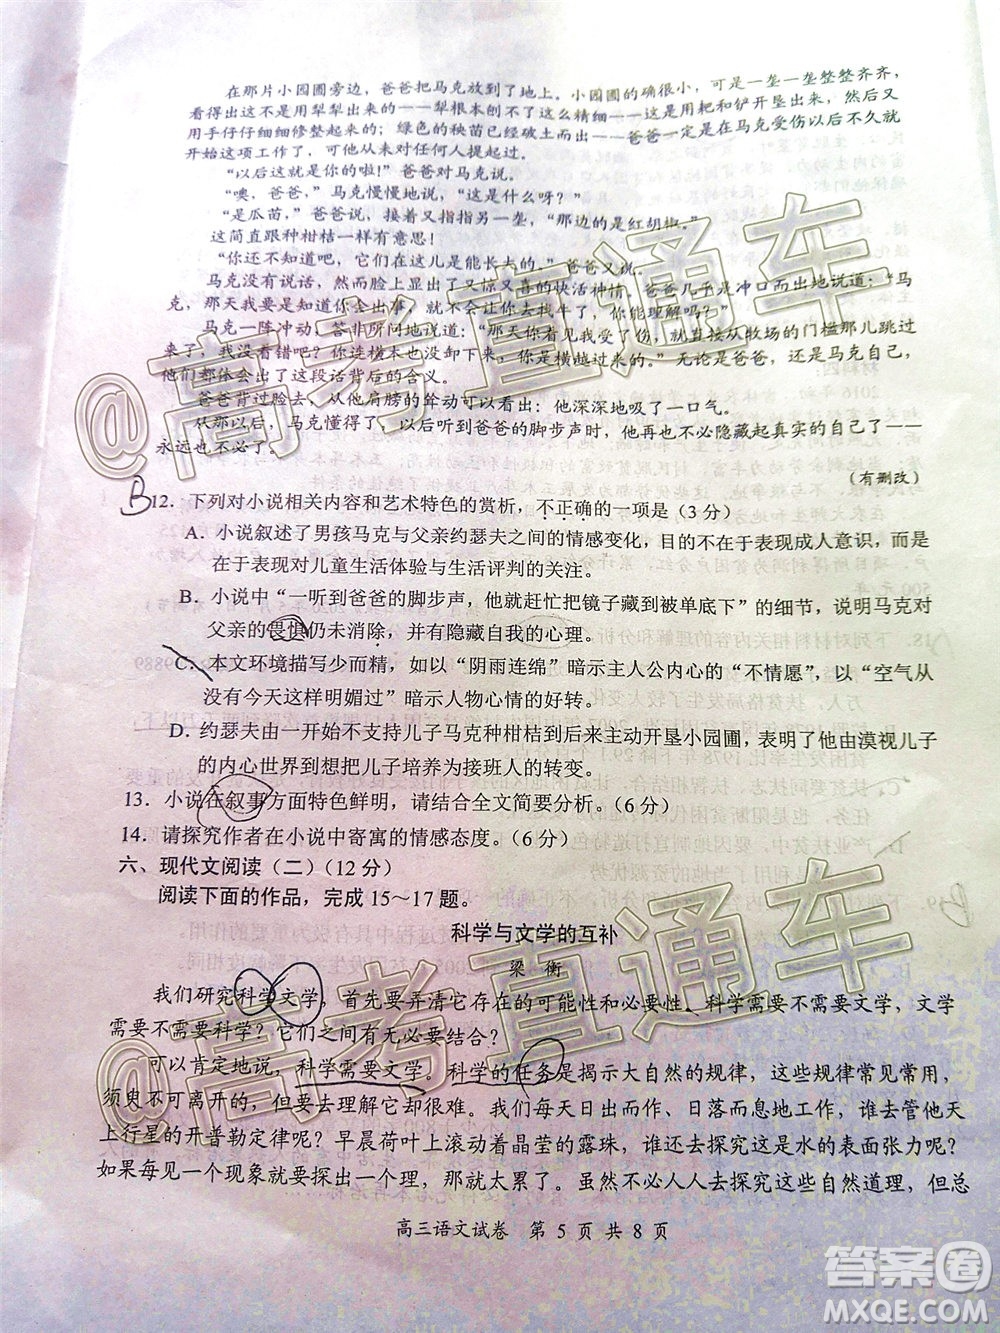 在那片小园圃旁边，爸爸把马克放到了地上。小园圃的确很小，可是一垄一垄整整齐齐，
看得出这不是用犁犁出来的——犁根本刨不了这么精细——这是用耙和铲开垦出来，然后又
用手仔仔细细修整起来的；绿色的秧苗已经破土而出——爸爸一定是在马克受伤以后不久就
开始这项工作了，可他从未对任何人提起过。
“以后这就是你的啦！”爸爸对马克说。
“噢，爸爸，”马克慢慢地说，“这是什么呀？”
“是瓜苗，”爸爸说，接着又指指另一垄，“那边的是红胡椒。”
这简直跟种柑桔一样有意思！
“你还不知道吧，它们在这儿是能长大的。”爸爸又说。
马克没有说话，然而脸上显出了又惊又喜的快活神情。爸爸几乎是冲口而出地说道：“马
克，那天我要是知道你会出事，就不会
你能理解吗？”
马克一阵冲动，答非所问地说道：“那天你看见我受了伤，就直接从牧场的门槛那儿跳过
来了，我没看错吧？你连横木也没搬一下，你是横越过来的。”无论是爸爸，还是马克自己，
他们都体会出了这段话背后的含义。
爸爸背过脸去，从他肩膀的耸动可以看出：他深深地吸了一口气。
从那以后，马克懂得了，以后听到爸爸的脚步声时，他再也不必隐藏起真实的自己了——
永远也不必了。
（有删改）
B12．下列对小说相关内容和艺术特色的赏析，不正确的一项是（3 分）
A．小说叙述了男孩马克与父亲约瑟夫之间的情感变化，目的不在于表现成人意识，而是
在于表现对儿童生活体验与生活评判的关注。
B．小说中“一听到爸爸的脚步声，他就赶忙把镜子藏到被单底下”的细节，说明马克对
父亲的畏惧仍未消除，并有隐藏自我的心理。
C．本文环境描写少而精，如以“阴雨连绵”暗示主人公内心的“不情愿”，以“空气从
没有今天这样明媚过”暗示人物心情的好转。
D．约瑟夫由一开始不支持儿子马克种柑桔到后来主动开垦小园圃，表明了他由漠视儿子
的内心世界到想把儿子培养为接班人的转变。
13．小说在叙事方面特色鲜明，请结合全文简要分析。（6 分）
14．请探究作者在小说中寄寓的情感态度。（6 分）
六、现代文阅读（二）（12 分）
阅读下面的作品，完成 15～17 题。
科学与文学的互补
梁 衡
我们研究科学文学，首先要弄清它存在的可能性和必要性。科学需要不需要文学，文学
需要不需要科学？它们之间有无必要结合？
可以肯定地说，科学需要文学。科学的任务是揭示大自然的规律，这些规律常见常用，
须臾不可离开的，但要去理解它却很难。我们每天日出而作、日落而息地工作，谁去管他天
上行星的开普勒定律呢？早晨荷叶上滚动着晶莹的露珠，谁还去探究这是水的表面张力呢？
如果每见一个现象就要探出一个理，那就太累了。虽然不必人人去探究这些自然道理，但总
高三语文试卷 第 5 页 共 8 页
@高考直通车
@高考直通车
答案圈
MXQE.COM